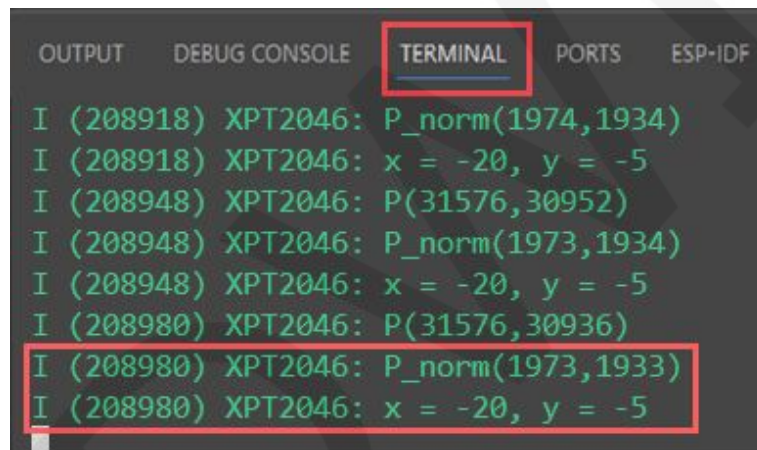 OUTPUT DEBUG CONSOLE TERMINAL PORTS ESP-IDF
I (208918) XPT2046: P_norm(1974,1934)
I (208918) XPT2046: x = -20, y = -5
I (208948) XPT2046: P(31576,30952)
I (208948) XPT2046: P_norm(1973,1934)
I (208948) XPT2046: x = -20, y = -5
I (208980) XPT2046: P(31576,30936)
I (208980) XPT2046: P_norm(1973,1933)
I (208980) XPT2046: x = -20, y = -5